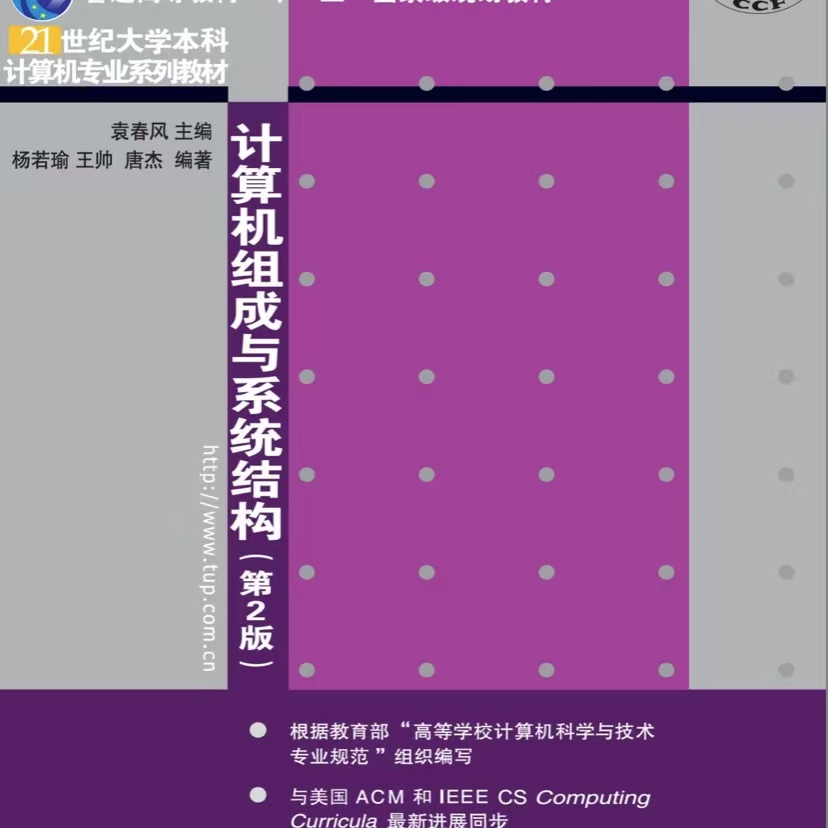 CCF
21世纪大学本科
计算机专业系列教材
袁春风 主编
杨若瑜 王帅 唐杰 编著
计算机组成与系统结构(第2版)
http://www.tup.com.cn
根据教育部“高等学校计算机科学与技术
专业规范”组织编写
与美国 ACM 和 IEEE CS Computing
Curricula 最新进展同步